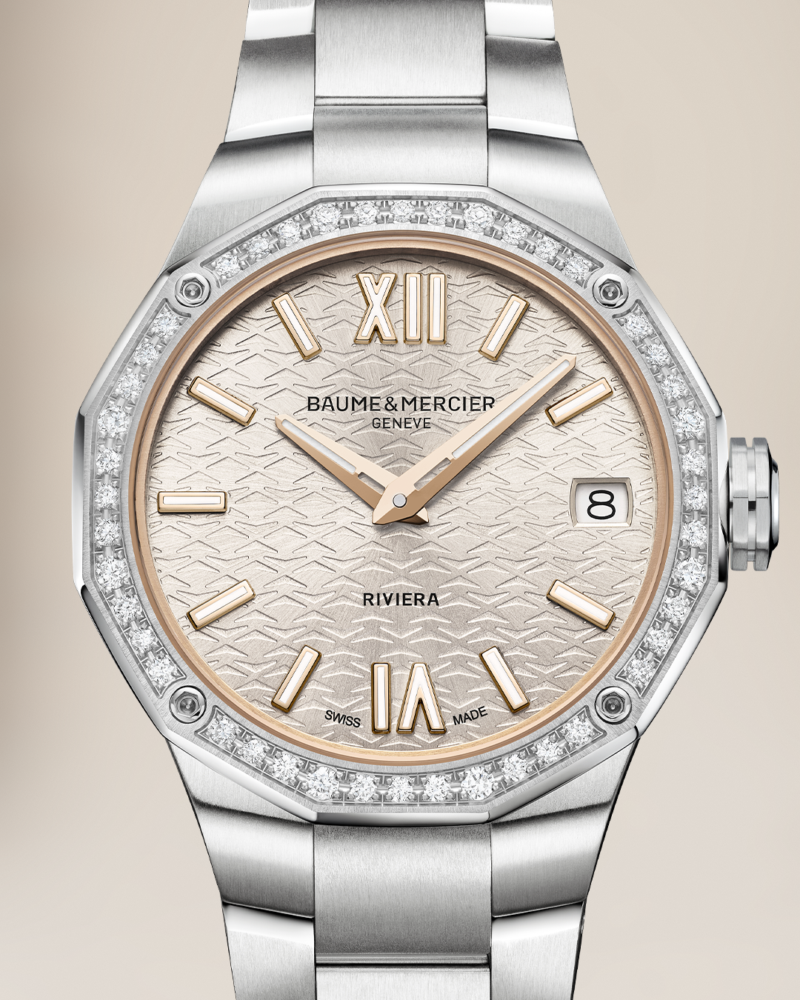 XII
BAUME & MERCIER
GENEVE
8
RIVIERA
VI
SWISS MADE